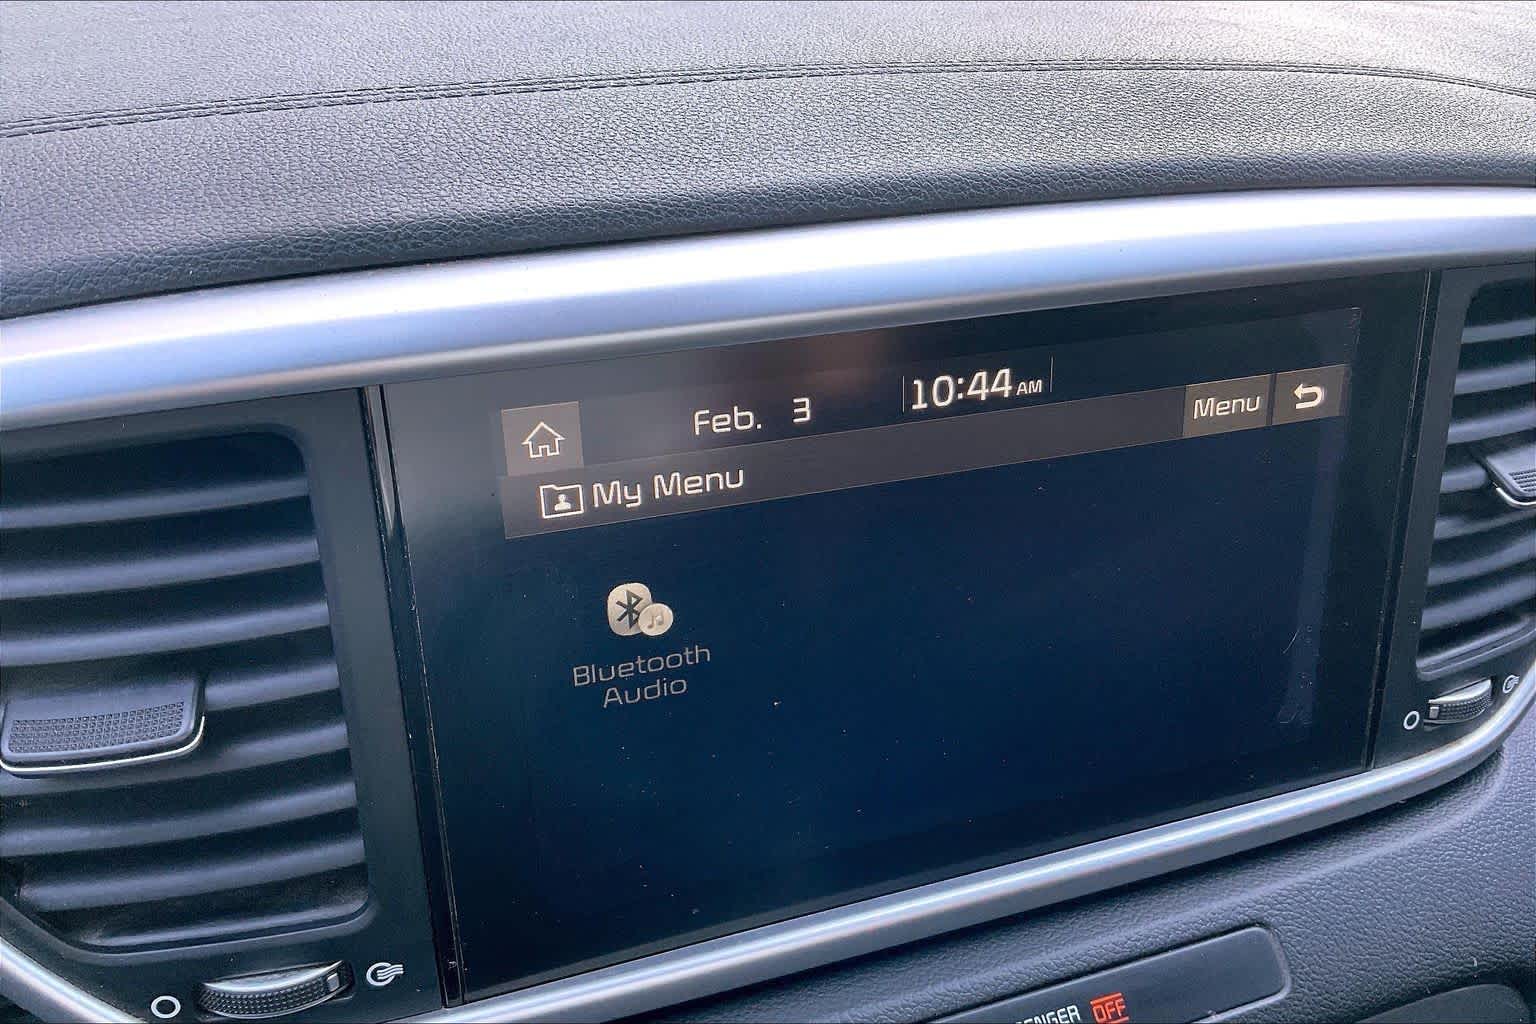 Feb. 3 10:44 AM Menu
My Menu
Bluetooth
Audio
OFF